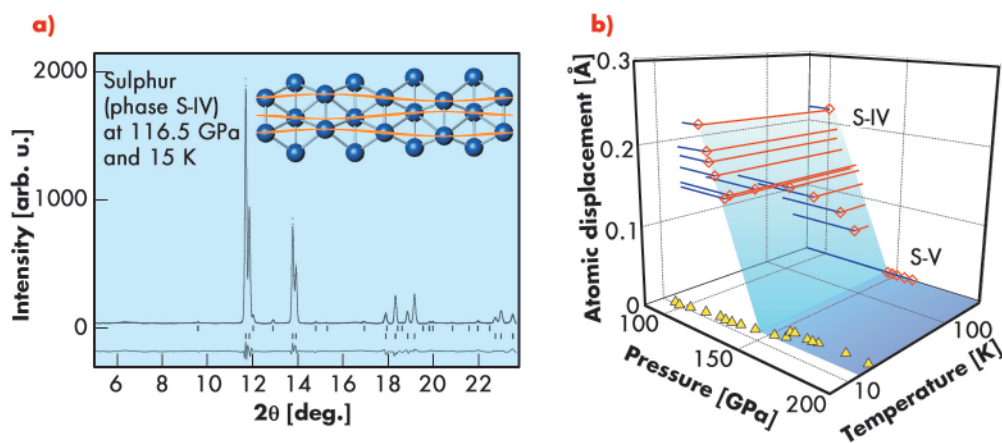 a)
2000
1000
0
Intensity [arb. u.]
Sulphur
(phase S-IV)
at 116.5 GPa
and 15 K
6 8 10 12 14 16 18 20 22
2θ [deg.]
b)
0.3
0.2
0.1
0
Atomic displacement [Å]
S-IV
S-V
100
150
200
Pressure [GPa]
10
100
Temperature [K]